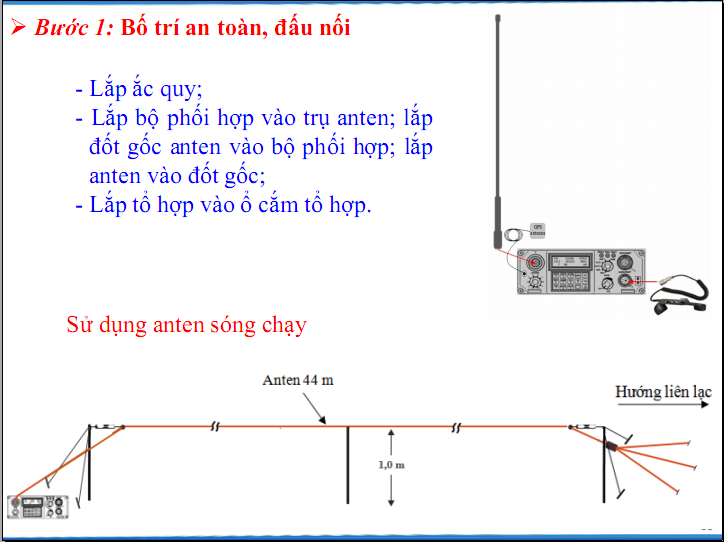 ➢ Bước 1: Bố trí an toàn, đấu nối
- Lắp ắc quy;
- Lắp bộ phối hợp vào trụ anten; lắp
đốt gốc anten vào bộ phối hợp; lắp
anten vào đốt gốc;
- Lắp tổ hợp vào ổ cắm tổ hợp.
GPS
Sử dụng anten sóng chạy
Anten 44 m
Hướng liên lạc
1,0 m